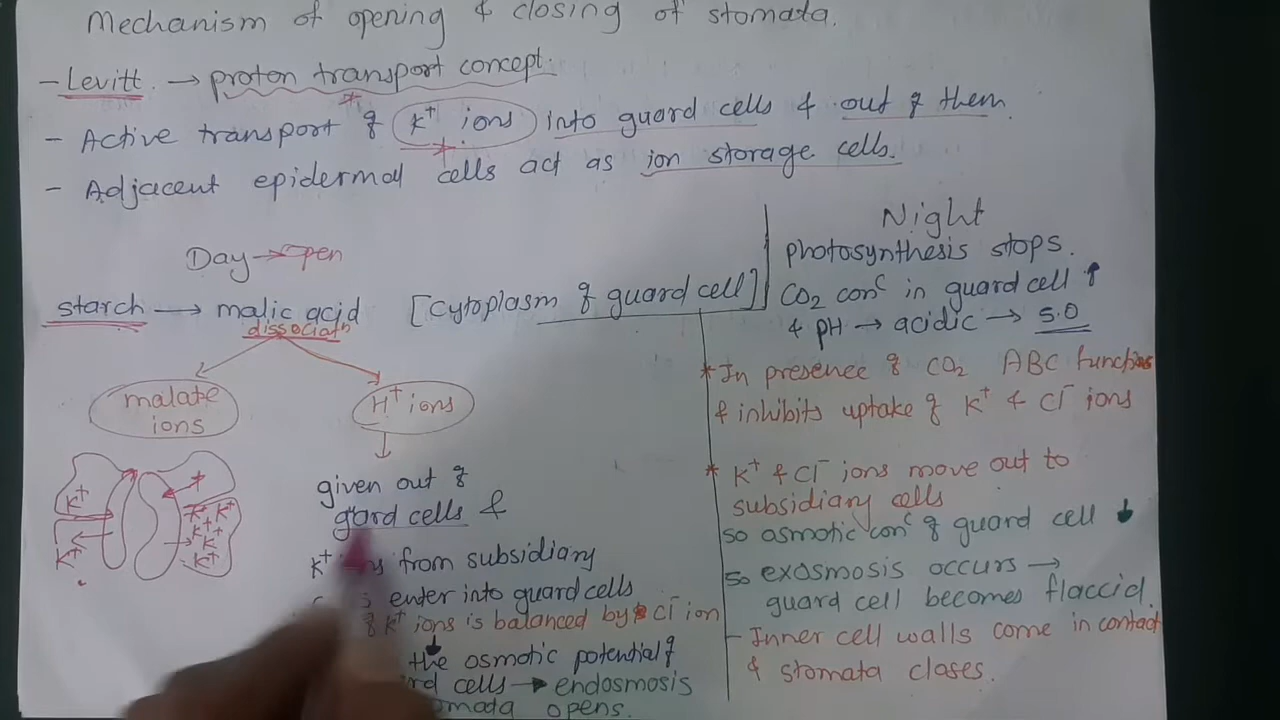 Mechanism of opening & closing of stomata.
- Levitt → proton transport concept.
- Active transport of K+ ions into guard cells & out of them.
- Adjacent epidermal cells act as ion storage cells.
Day → open
starch → malic acid [cytoplasm of guard cell]
dissociatn
malate ions
H+ ions
K+
K+
K+ K+
K+
K+
K+
given out of
gard cells &
K+ from subsidiary
enter into guard cells
of K+ ions is balanced by Cl- ion
↓ the osmotic potential of
cells → endosmosis
opens.
Night
photosynthesis stops.
CO2 conc in guard cell ↑
& pH → acidic → 5.0
* In presence of CO2 ABC functions
& inhibits uptake of K+ & Cl- ions
* K+ & Cl- ions move out to
subsidiary cells
so osmotic conc of guard cell ↓
so exosmosis occurs →
guard cell becomes flaccid.
- Inner cell walls come in contact
& stomata closes.